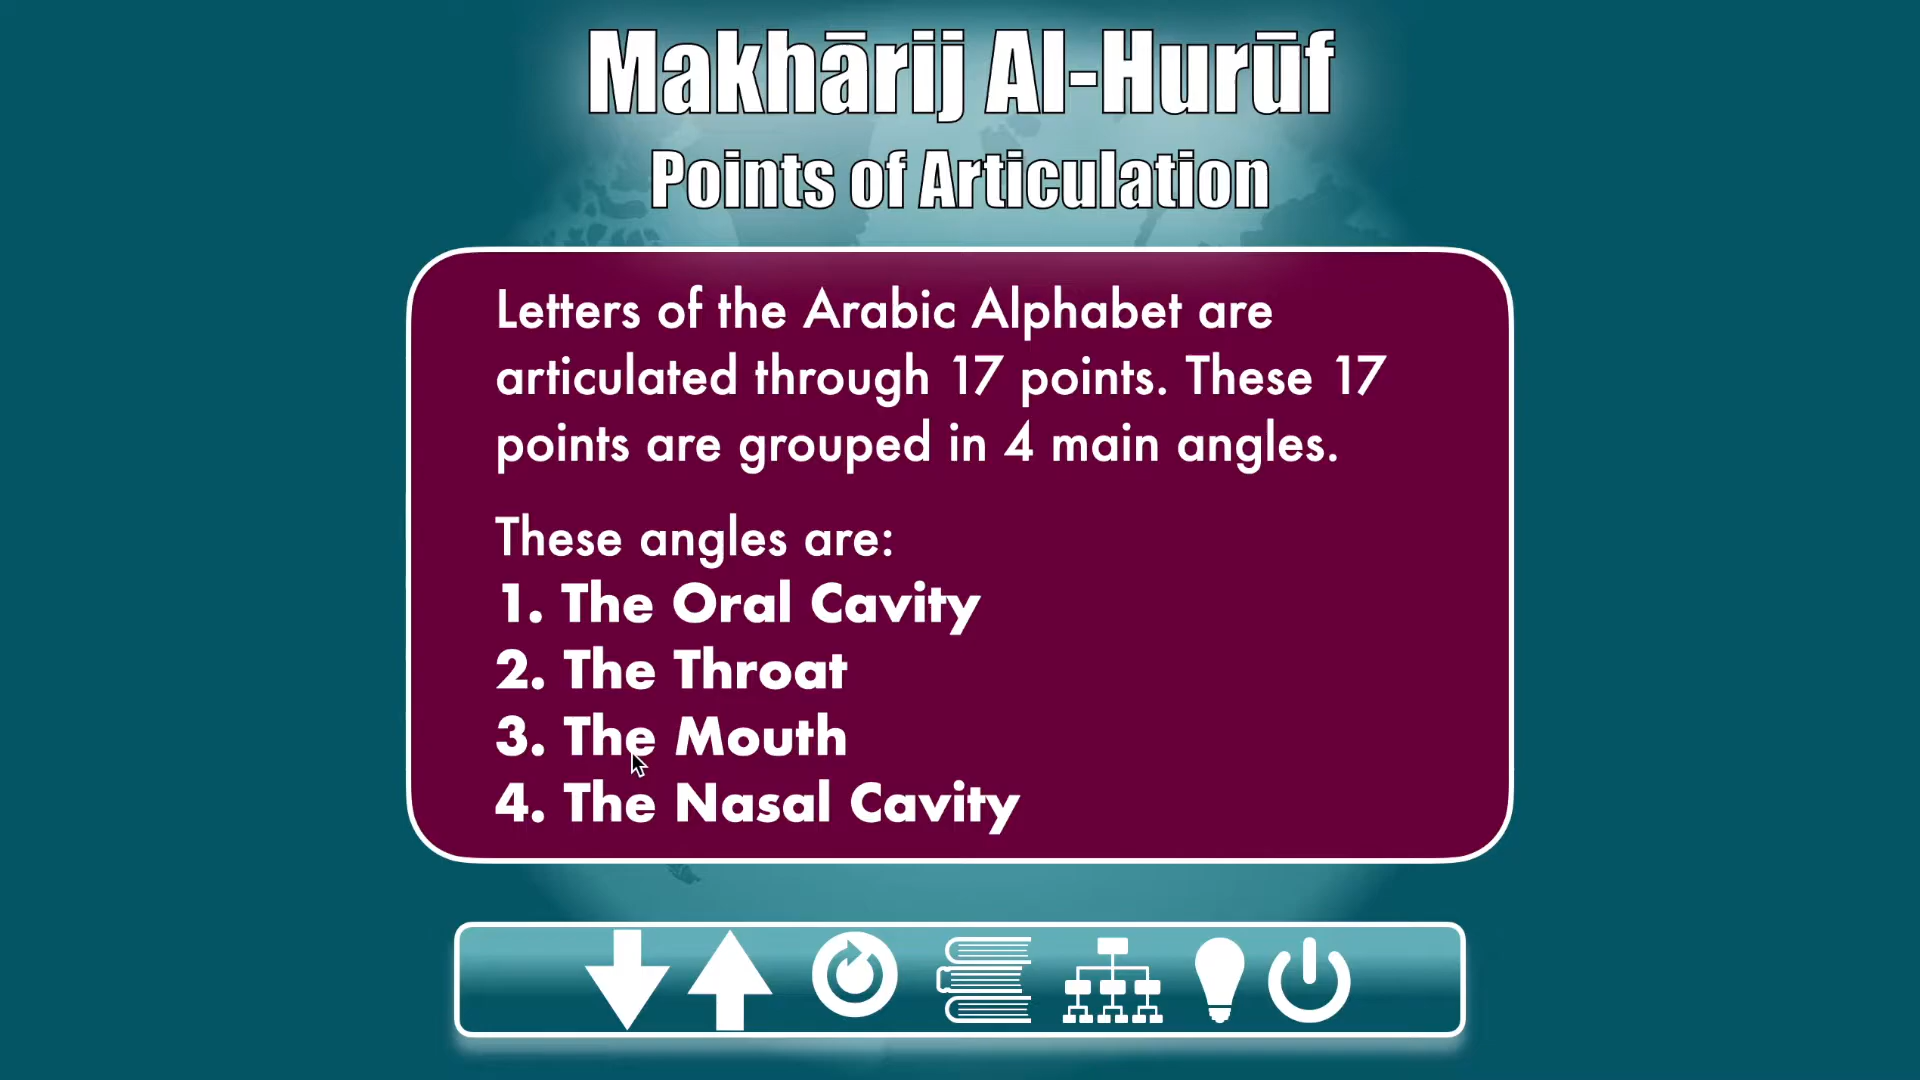 Makhārij Al-Hurūf
Points of Articulation
Letters of the Arabic Alphabet are
articulated through 17 points. These 17
points are grouped in 4 main angles.
These angles are:
1. The Oral Cavity
2. The Throat
3. The Mouth
4. The Nasal Cavity